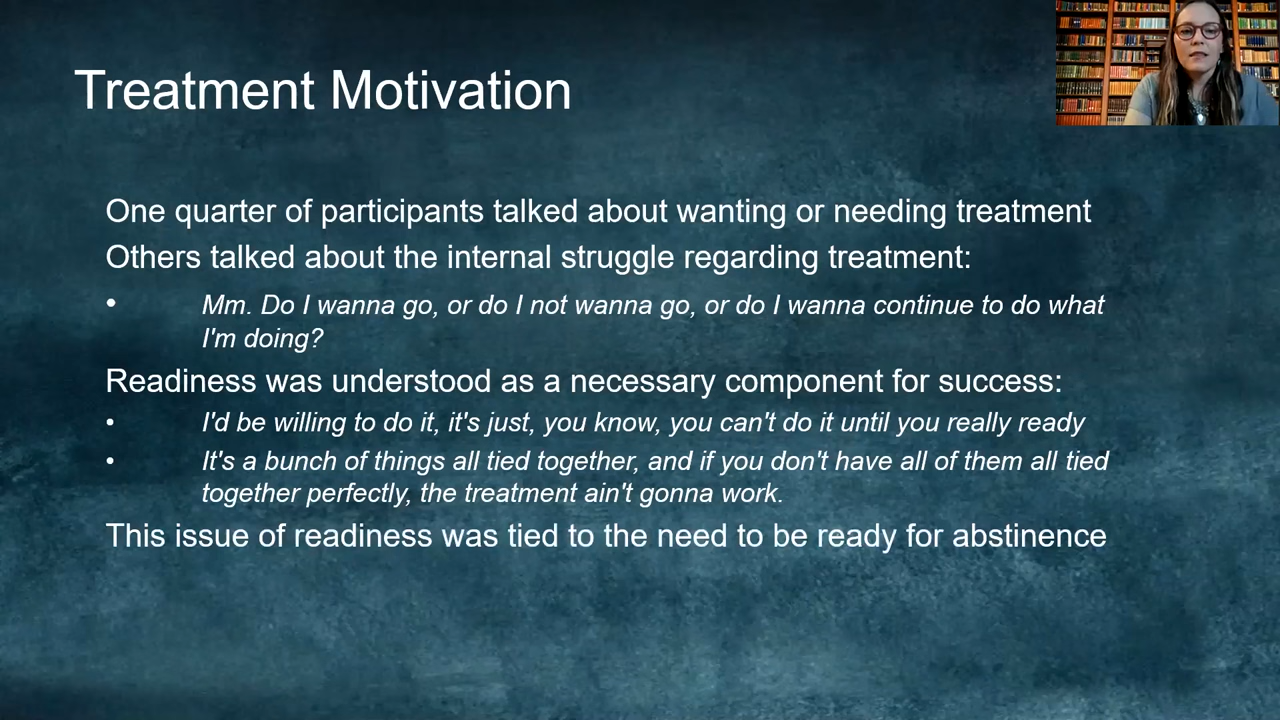 Treatment Motivation
One quarter of participants talked about wanting or needing treatment
Others talked about the internal struggle regarding treatment:
• Mm. Do I wanna go, or do I not wanna go, or do I wanna continue to do what
I'm doing?
Readiness was understood as a necessary component for success:
• I'd be willing to do it, it's just, you know, you can't do it until you really ready
• It's a bunch of things all tied together, and if you don't have all of them all tied
together perfectly, the treatment ain't gonna work.
This issue of readiness was tied to the need to be ready for abstinence